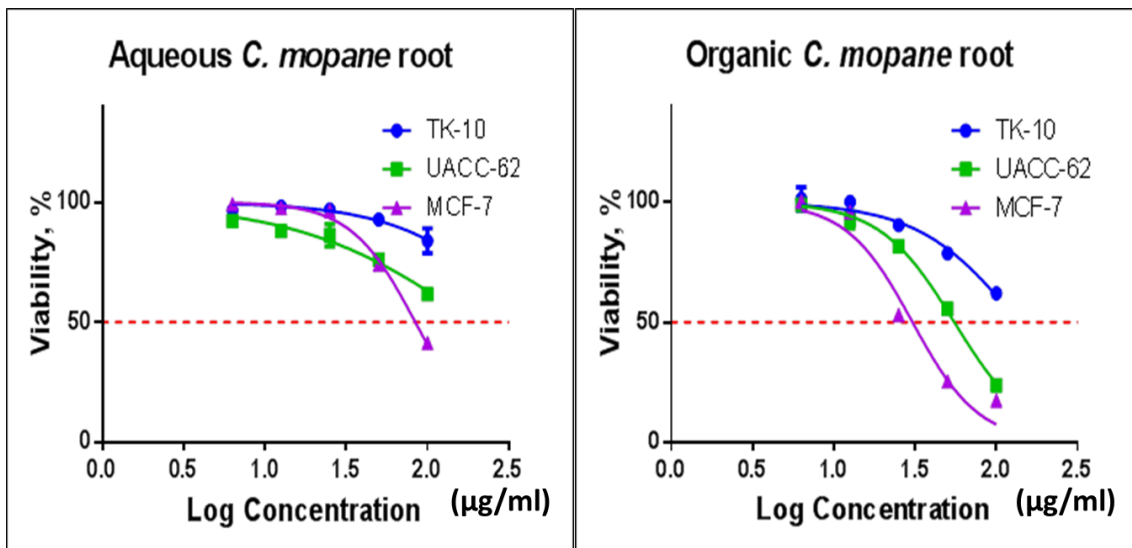 Aqueous C. mopane root
TK-10
UACC-62
MCF-7
Viability, %
100
50
0
0.0 0.5 1.0 1.5 2.0 2.5
Log Concentration (µg/ml)
Organic C. mopane root
TK-10
UACC-62
MCF-7
Viability, %
100
50
0
0.0 0.5 1.0 1.5 2.0 2.5
Log Concentration (µg/ml)